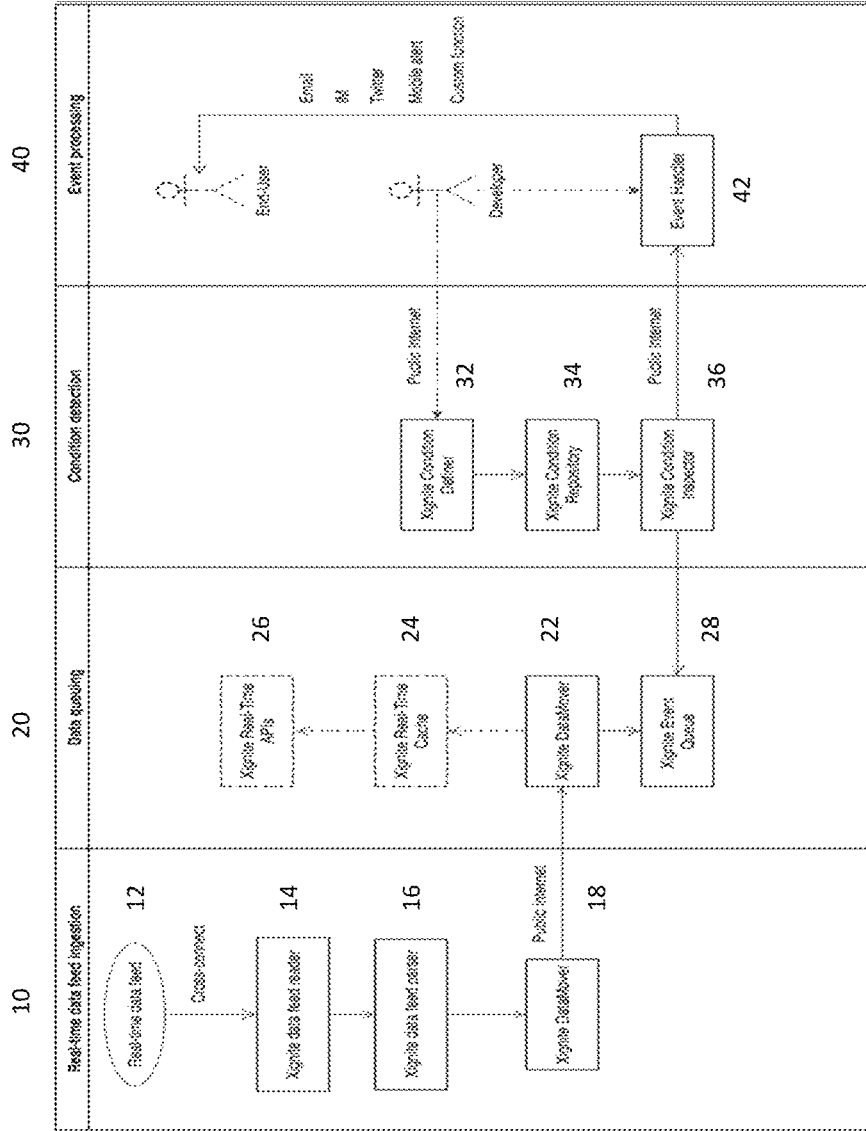 10
20
30
40
Real-time data feed ingestion
Data queuing
Condition detection
Event processing
Real-time data feed
12
Cross-connect
Xignite data feed reader
14
Xignite data feed parser
16
Xignite DataMover
18
Public Internet
Xignite Real-Time
APIs
26
Xignite Real-Time
Cache
24
Xignite DataMover
22
Xignite Event
Queue
28
Public Internet
Xignite Condition
Definer
32
Xignite Condition
Repository
34
Xignite Condition
Inspector
36
Public Internet
End-User
Email
IM
Twitter
Mobile alert
Custom function
Developer
Event Handler
42